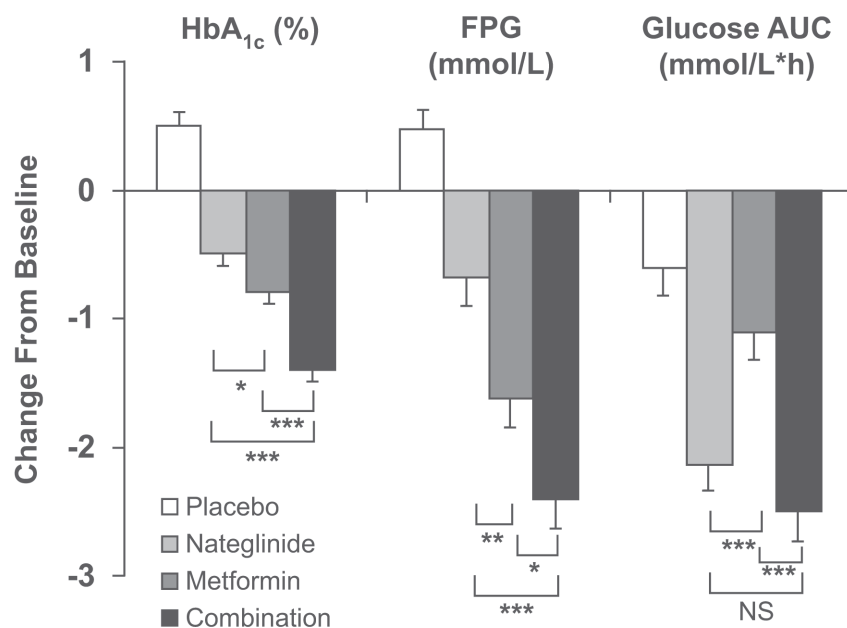 HbA1c (%)
FPG
(mmol/L)
Glucose AUC
(mmol/L*h)
Change From Baseline
1
0
-1
-2
-3
*
***
***
**
*
***
***
***
NS
Placebo
Nateglinide
Metformin
Combination